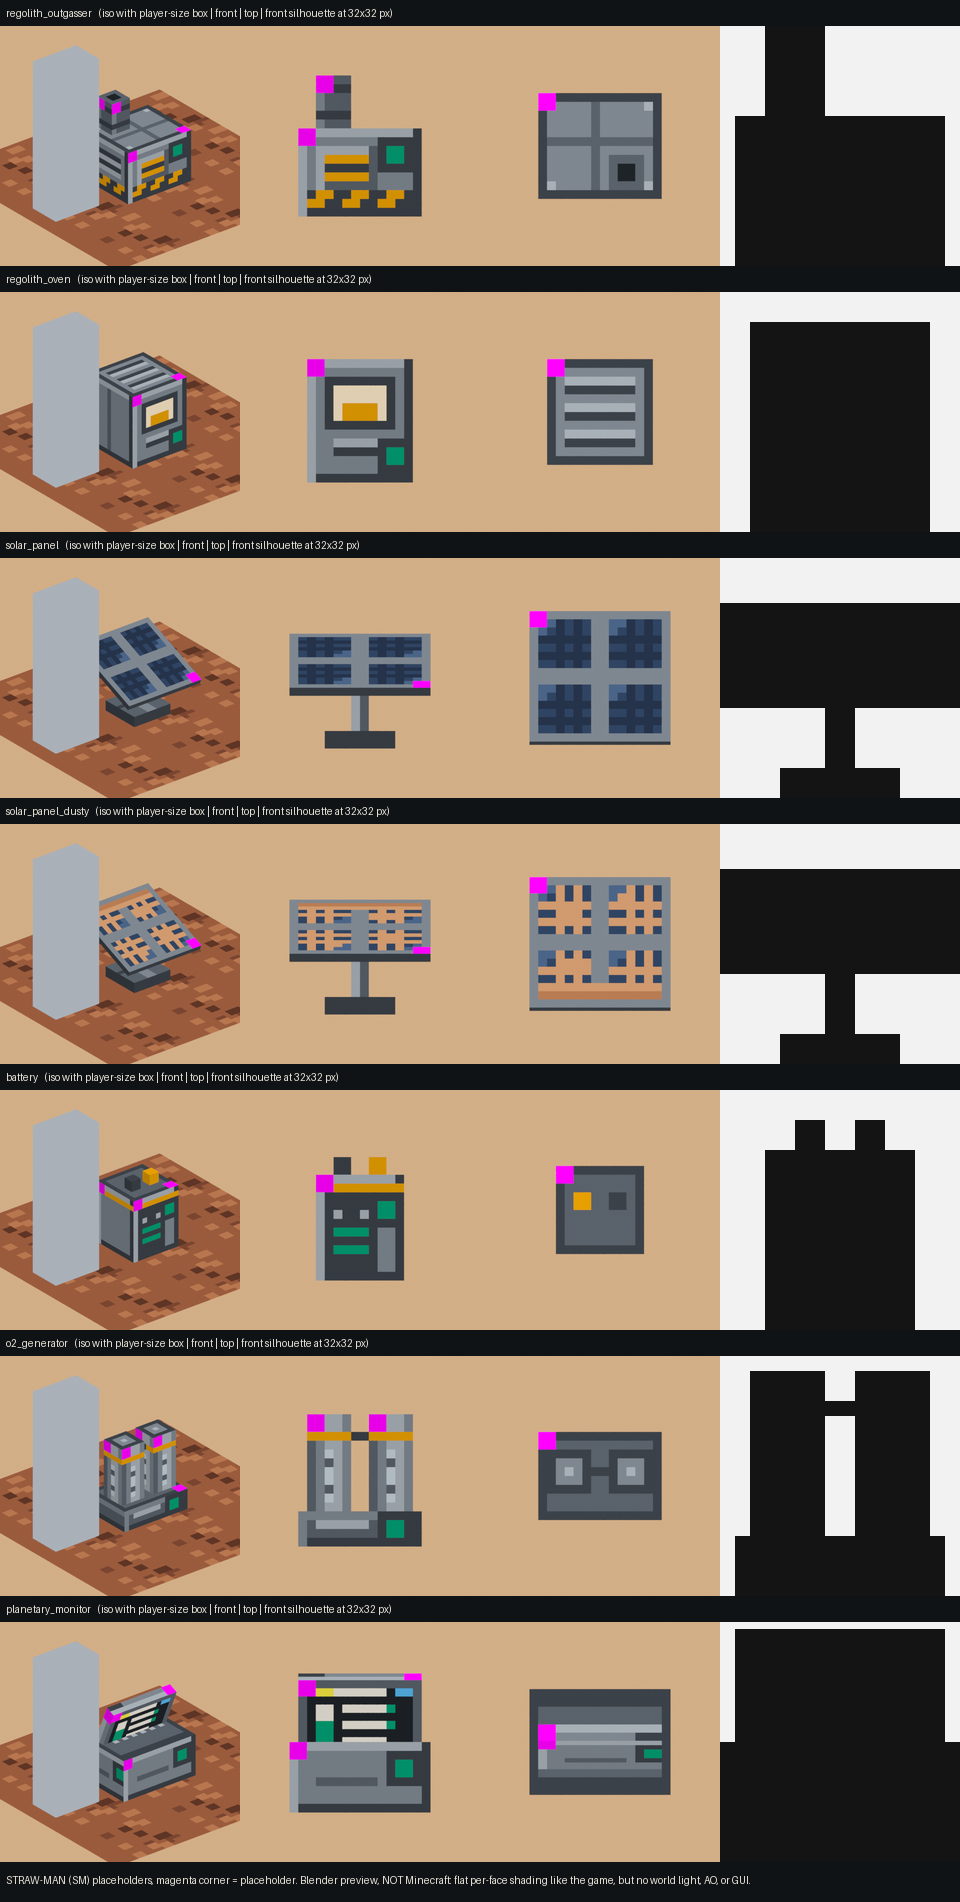 regolith_outgasser (iso with player-size box | front | top | front silhouette at 32x32 px)
regolith_oven (iso with player-size box | front | top | front silhouette at 32x32 px)
solar_panel (iso with player-size box | front | top | front silhouette at 32x32 px)
solar_panel_dusty (iso with player-size box | front | top | front silhouette at 32x32 px)
battery (iso with player-size box | front | top | front silhouette at 32x32 px)
o2_generator (iso with player-size box | front | top | front silhouette at 32x32 px)
planetary_monitor (iso with player-size box | front | top | front silhouette at 32x32 px)
STRAW-MAN (SM) placeholders, magenta corner = placeholder. Blender preview, NOT Minecraft: flat per-face shading like the game, but no world light, AO, or GUI.